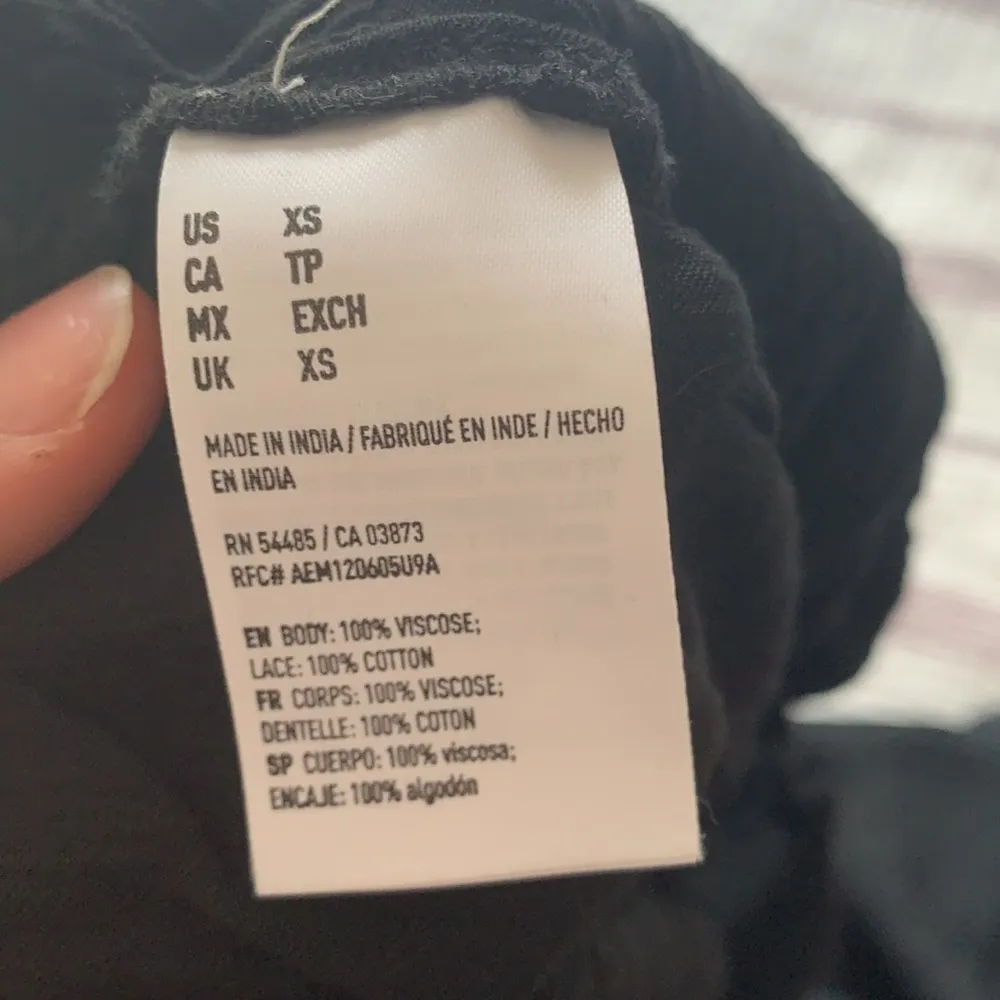 US XS
CA TP
MX EXCH
UK XS
MADE IN INDIA / FABRIQUÉ EN INDE / HECHO
EN INDIA
RN 54485 / CA 03873
RFC# AEM120605U9A
EN BODY: 100% VISCOSE;
LACE: 100% COTTON
FR CORPS: 100% VISCOSE;
DENTELLE: 100% COTON
SP CUERPO: 100% viscosa;
ENCAJE: 100% algodón